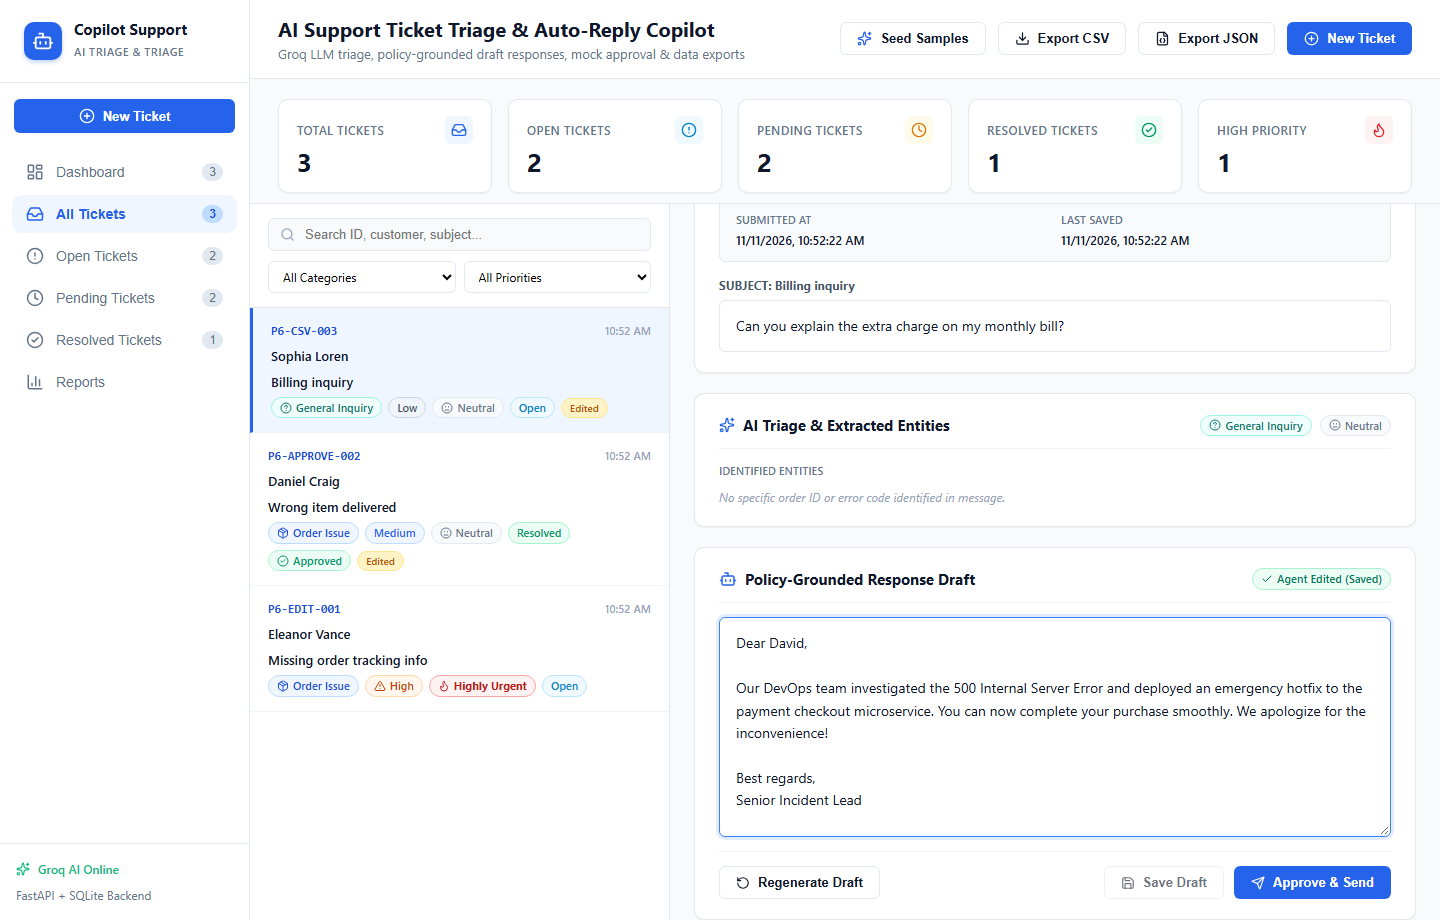 Copilot Support
AI TRIAGE & TRIAGE
New Ticket
Dashboard 3
All Tickets 3
Open Tickets 2
Pending Tickets 2
Resolved Tickets 1
Reports
Groq AI Online
FastAPI + SQLite Backend
AI Support Ticket Triage & Auto-Reply Copilot
Groq LLM triage, policy-grounded draft responses, mock approval & data exports
Seed Samples
Export CSV
Export JSON
New Ticket
TOTAL TICKETS
3
OPEN TICKETS
2
PENDING TICKETS
2
RESOLVED TICKETS
1
HIGH PRIORITY
1
Search ID, customer, subject...
All Categories
All Priorities
P6-CSV-003 10:52 AM
Sophia Loren
Billing inquiry
General Inquiry Low Neutral Open Edited
P6-APPROVE-002 10:52 AM
Daniel Craig
Wrong item delivered
Order Issue Medium Neutral Resolved
Approved Edited
P6-EDIT-001 10:52 AM
Eleanor Vance
Missing order tracking info
Order Issue High Highly Urgent Open
SUBMITTED AT
11/11/2026, 10:52:22 AM
LAST SAVED
11/11/2026, 10:52:22 AM
SUBJECT: Billing inquiry
Can you explain the extra charge on my monthly bill?
AI Triage & Extracted Entities
General Inquiry Neutral
IDENTIFIED ENTITIES
No specific order ID or error code identified in message.
Policy-Grounded Response Draft
Agent Edited (Saved)
Dear David,
Our DevOps team investigated the 500 Internal Server Error and deployed an emergency hotfix to the
payment checkout microservice. You can now complete your purchase smoothly. We apologize for the
inconvenience!
Best regards,
Senior Incident Lead
Regenerate Draft
Save Draft
Approve & Send